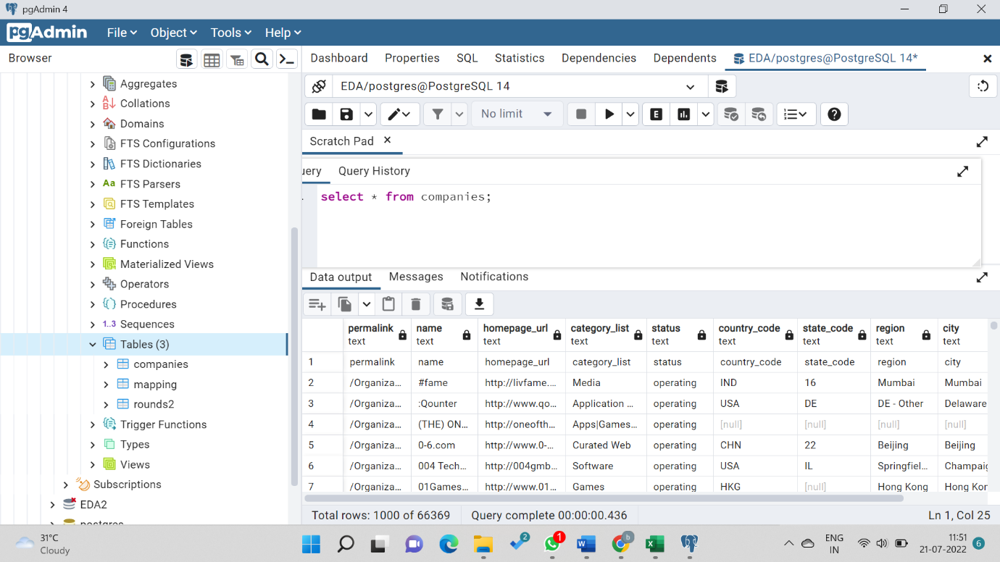 pgAdmin 4
pgAdmin File Object Tools Help
Browser
Dashboard Properties SQL Statistics Dependencies Dependents EDA/postgres@PostgreSQL 14*
Aggregates
Collations
Domains
FTS Configurations
FTS Dictionaries
Aa FTS Parsers
FTS Templates
Foreign Tables
Functions
Materialized Views
Operators
Procedures
1..3 Sequences
Tables (3)
companies
mapping
rounds2
Trigger Functions
Types
Views
Subscriptions
EDA2
postgres
EDA/postgres@PostgreSQL 14
No limit
E
Scratch Pad
uery Query History
select * from companies;
Data output Messages Notifications
permalink name homepage_url category_list status country_code state_code region city
text text text text text text text text text
1 permalink name homepage_url category_list status country_code state_code region city
2 /Organiza... #fame http://livfame.... Media operating IND 16 Mumbai Mumbai
3 /Organiza... :Qounter http://www.qo... Application ... operating USA DE DE - Other Delaware
4 /Organiza... (THE) ON... http://oneofth... Apps|Games... operating [null] [null] [null] [null]
5 /Organiza... 0-6.com http://www.0-... Curated Web operating CHN 22 Beijing Beijing
6 /Organiza... 004 Tech... http://004gmb... Software operating USA IL Springfiel... Champaig
7 /Organiza... 01Games... http://www.01... Games operating HKG [null] Hong Kong Hong Kor
Total rows: 1000 of 66369 Query complete 00:00:00.436 Ln 1, Col 25
31°C
Cloudy
2
1
b
ENG
IN
11:51
21-07-2022
6